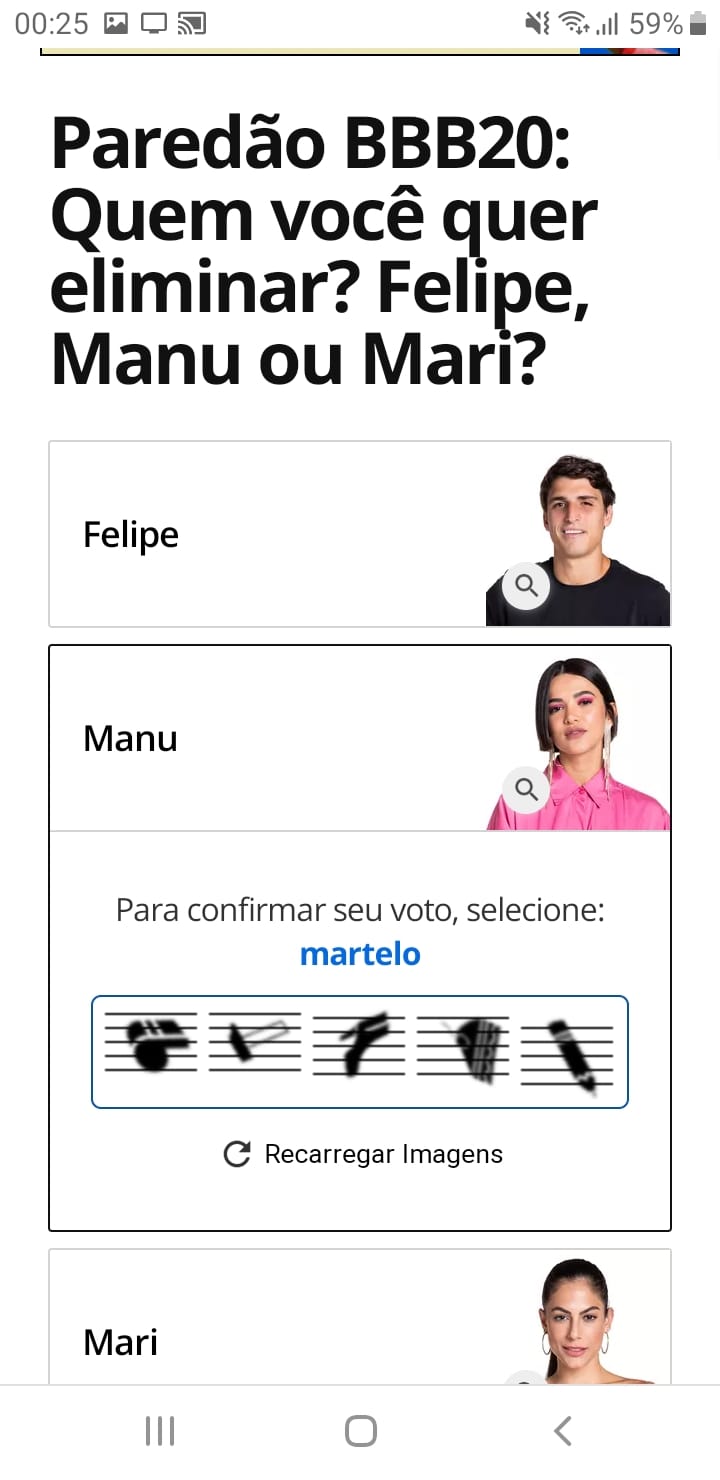 00:25
59%
Paredão BBB20:
Quem você quer
eliminar? Felipe,
Manu ou Mari?
Felipe
Manu
Para confirmar seu voto, selecione:
martelo
Recarregar Imagens
Mari